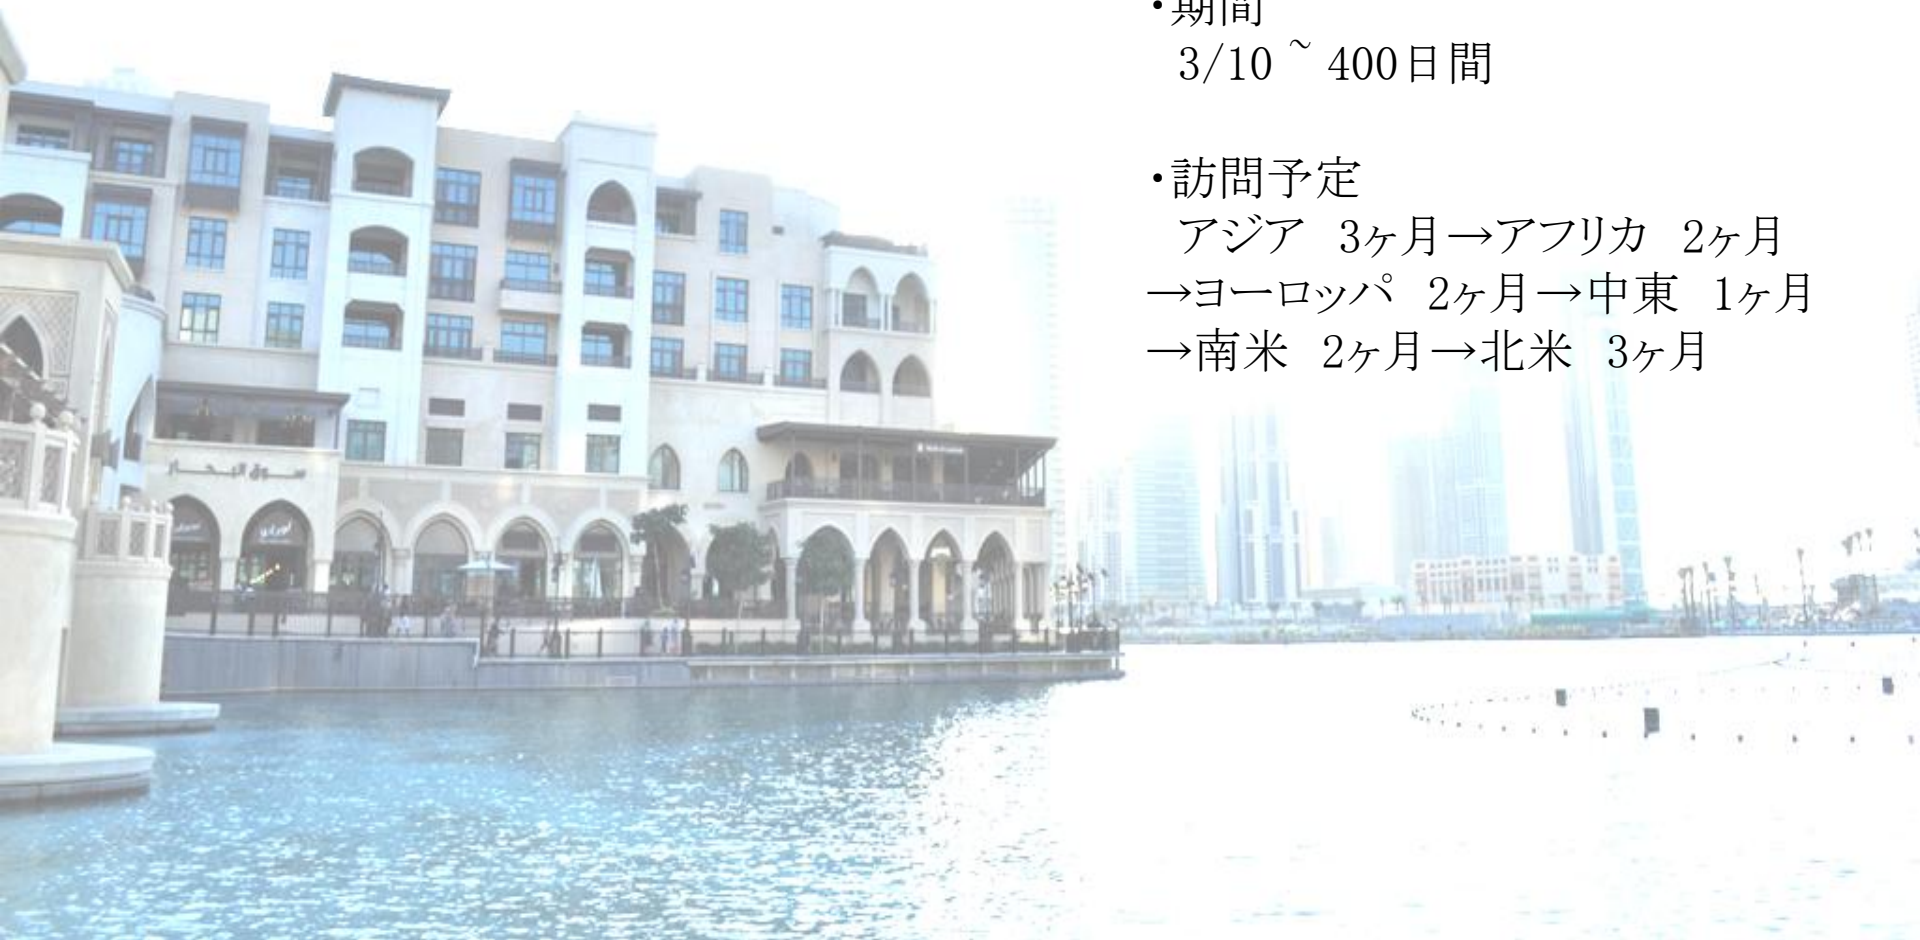 ・期間
3/10 ~ 400日間
・訪問予定
アジア　3ヶ月→アフリカ　2ヶ月
→ヨーロッパ　2ヶ月→中東　1ヶ月
→南米　2ヶ月→北米　3ヶ月
سوق البحار